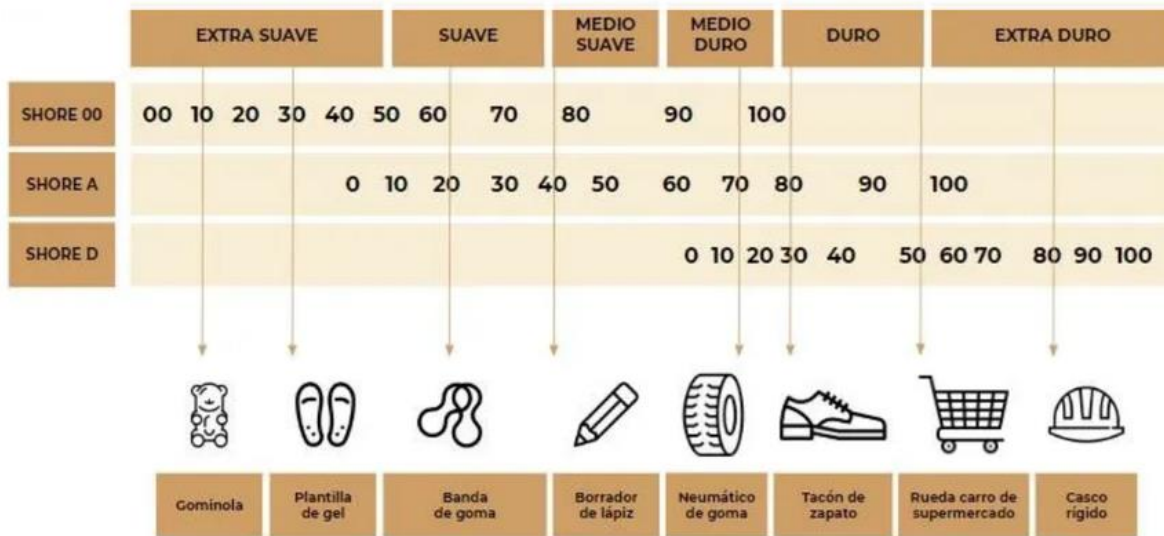 EXTRA SUAVE
SUAVE
MEDIO
SUAVE
MEDIO
DURO
DURO
EXTRA DURO
SHORE 00
00 10 20 30 40 50 60 70 80 90 100
SHORE A
0 10 20 30 40 50 60 70 80 90 100
SHORE D
0 10 20 30 40 50 60 70 80 90 100
Gominola
Plantilla
de gel
Banda
de goma
Borrador
de lápiz
Neumático
de goma
Tacón de
zapato
Rueda carro de
supermercado
Casco
rígido